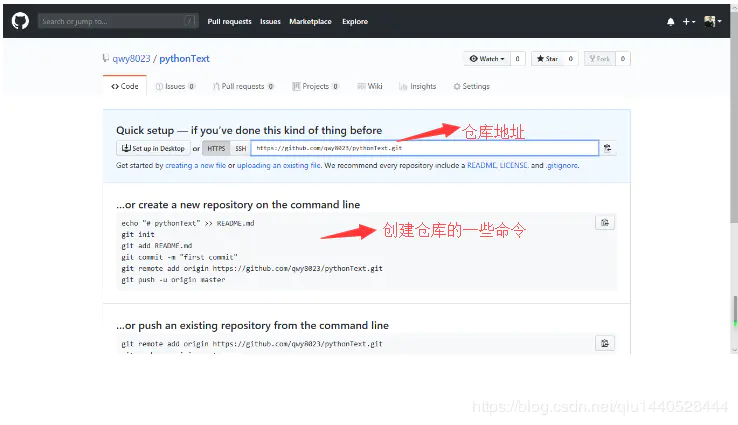 Search or jump to... /
Pull requests Issues Marketplace Explore
qwy8023 / pythonText
Watch 0 Star 0 Fork 0
Code Issues 0 Pull requests 0 Projects 0 Wiki Insights Settings
Quick setup — if you've done this kind of thing before
仓库地址
Set up in Desktop or HTTPS SSH https://github.com/qwy8023/pythonText.git
Get started by creating a new file or uploading an existing file. We recommend every repository include a README, LICENSE, and .gitignore.
...or create a new repository on the command line
echo "# pythonText" >> README.md
git init
创建仓库的一些命令
git add README.md
git commit -m "first commit"
git remote add origin https://github.com/qwy8023/pythonText.git
git push -u origin master
...or push an existing repository from the command line
git remote add origin https://github.com/qwy8023/pythonText.git
https://blog.csdn.net/qiu1440528444